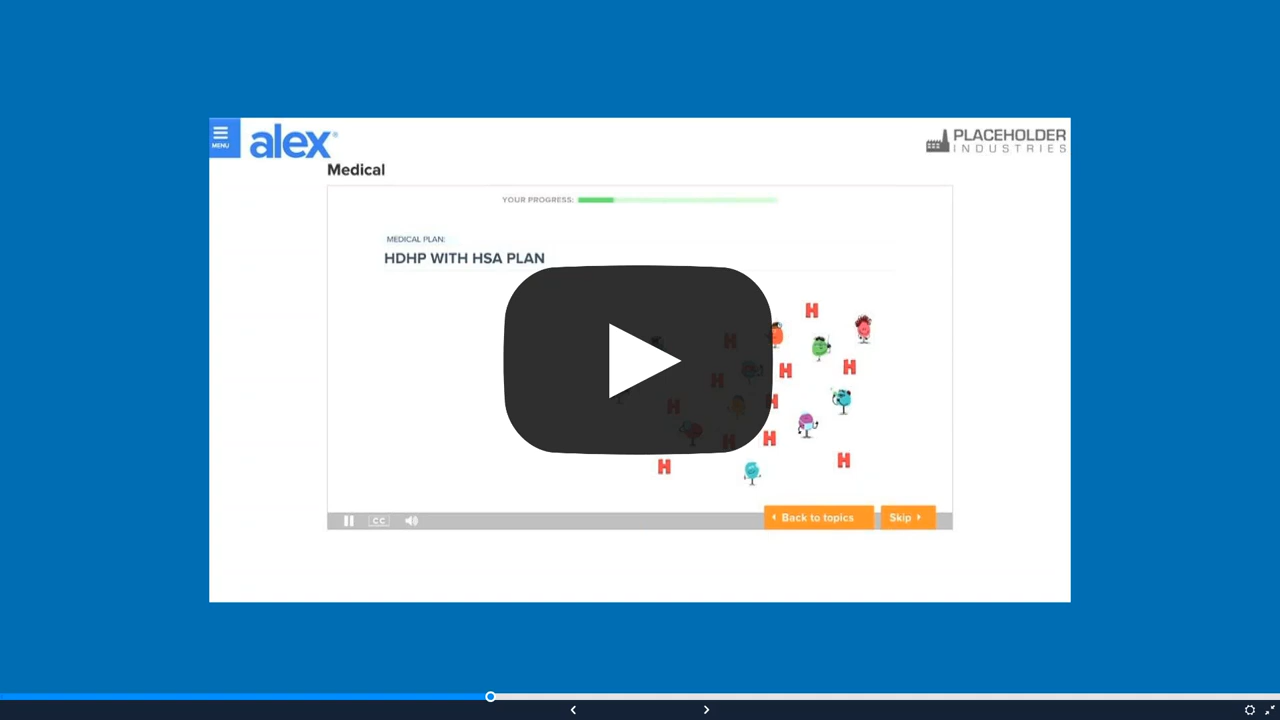 MENU
alex®
PLACEHOLDER
INDUSTRIES
Medical
YOUR PROGRESS:
MEDICAL PLAN:
HDHP WITH HSA PLAN
H
H
H
H
H
H
H
H
H
H
H
CC
Back to topics
Skip